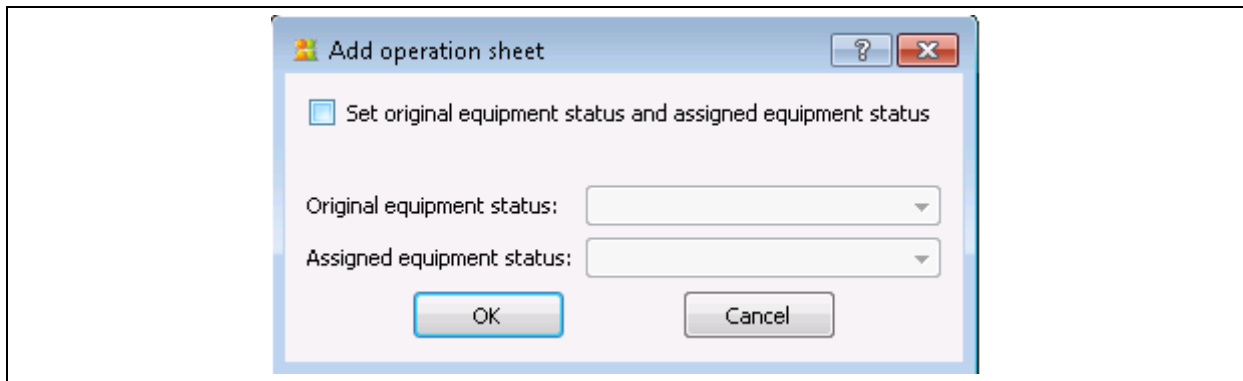 Add operation sheet
Set original equipment status and assigned equipment status
Original equipment status:
Assigned equipment status:
OK Cancel